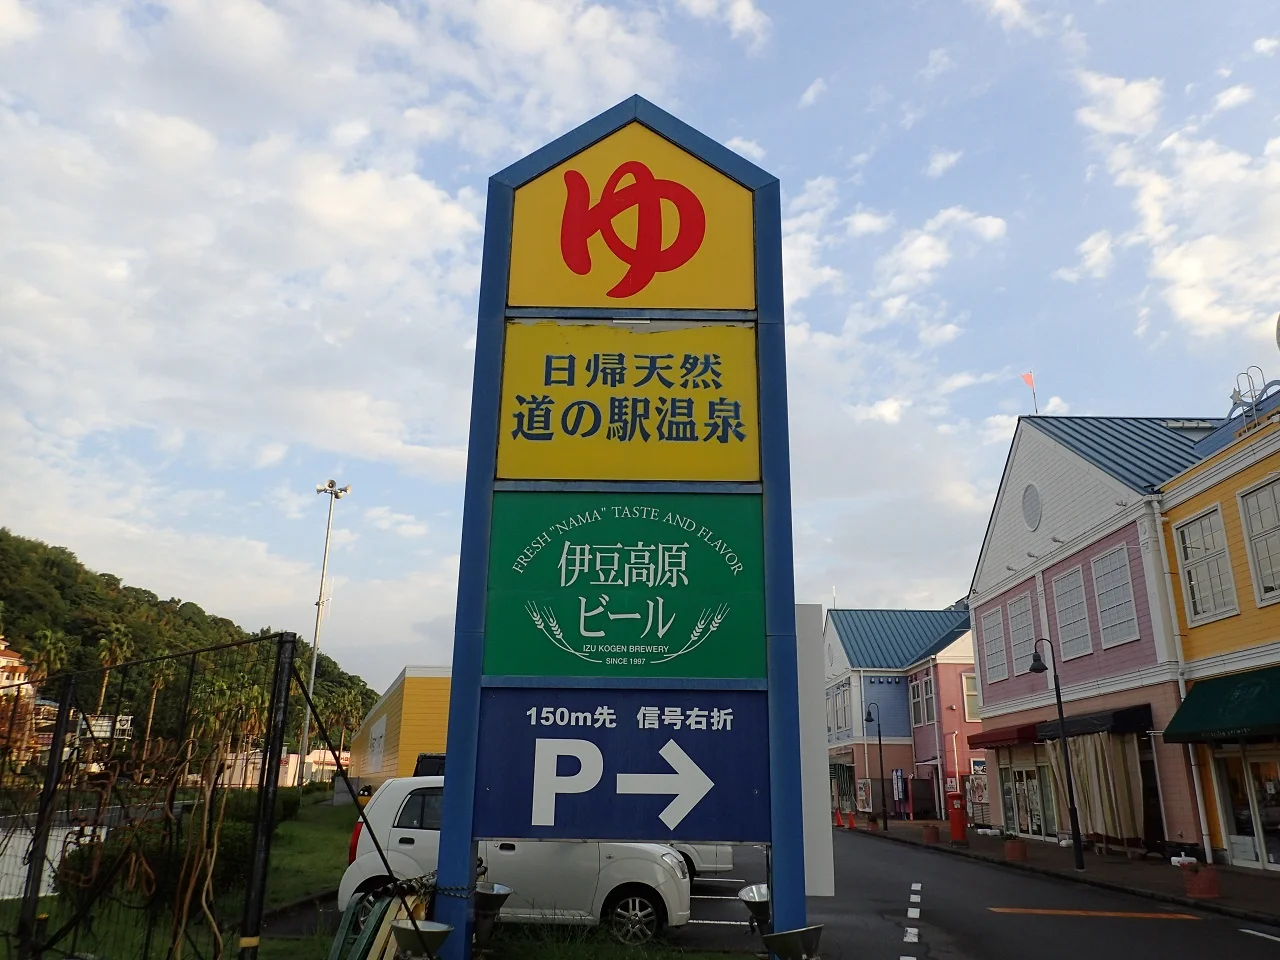 ゆ
日帰天然
道の駅温泉
FRESH "NAMA" TASTE AND FLAVOR
伊豆高原
ビール
IZU KOGEN BREWERY
SINCE 1997
150m先 信号右折
P→